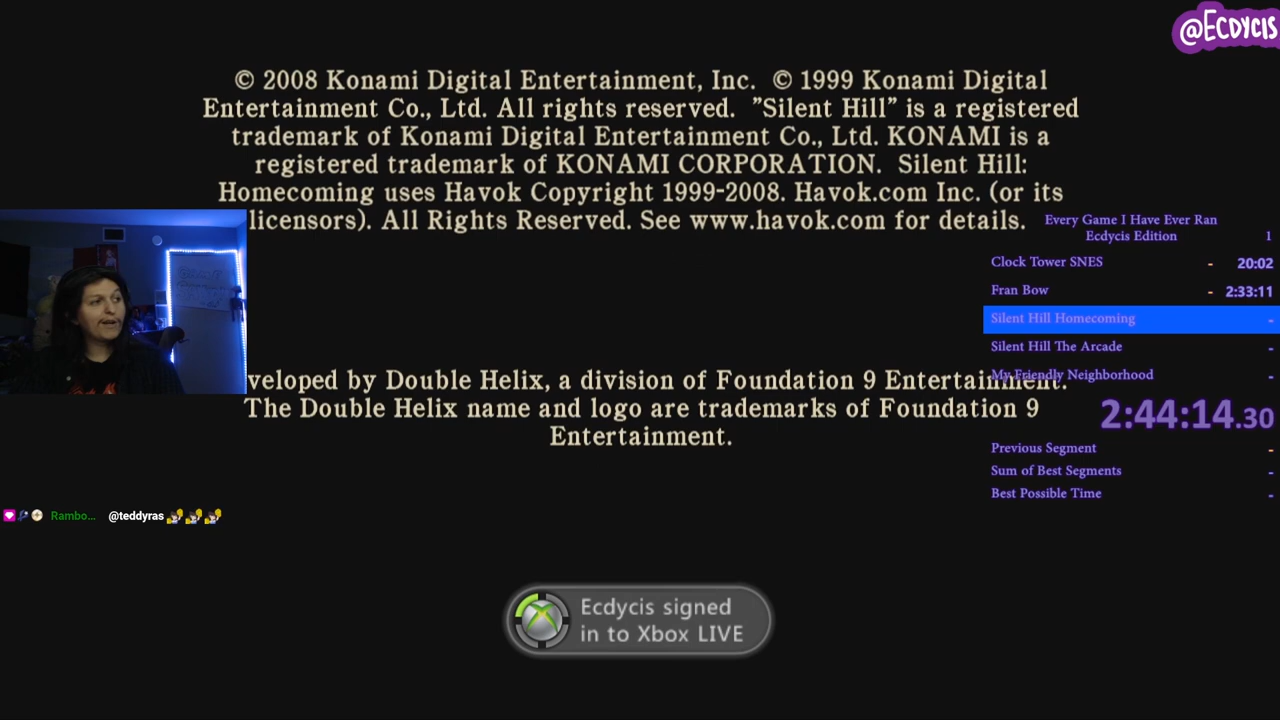 @ECDYCIS
© 2008 Konami Digital Entertainment, Inc. © 1999 Konami Digital
Entertainment Co., Ltd. All rights reserved. "Silent Hill" is a registered
trademark of Konami Digital Entertainment Co., Ltd. KONAMI is a
registered trademark of KONAMI CORPORATION. Silent Hill:
Homecoming uses Havok Copyright 1999-2008. Havok.com Inc. (or its
licensors). All Rights Reserved. See www.havok.com for details.
Every Game I Have Ever Ran
Ecdycis Edition 1
Clock Tower SNES - 20:02
Fran Bow - 2:33:11
Silent Hill Homecoming -
Silent Hill The Arcade -
My Friendly Neighborhood -
2:44:14.30
Previous Segment -
Sum of Best Segments -
Best Possible Time -
veloped by Double Helix, a division of Foundation 9 Entertainment.
The Double Helix name and logo are trademarks of Foundation 9
Entertainment.
Rambo... @teddyras
Ecdycis signed
in to Xbox LIVE